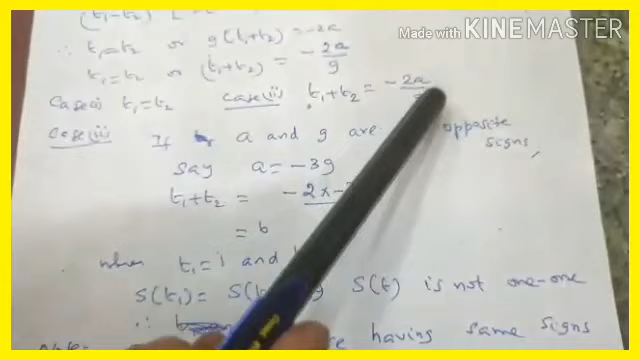 Made with KINEMASTER
(t₁-t₂)
∴ t₁=t₂ or g(t₁+t₂) = -2a
t₁=t₂ or (t₁+t₂) = -2a/g
Case(i) t₁=t₂ Case(ii) t₁+t₂ = -2a
Case(ii) If a and g are opposite signs,
say a = -3g
t₁+t₂ = -2x-
= 6
when t₁=1 and
S(t₁) = S( S(t) is not one-one
∴ having same signs